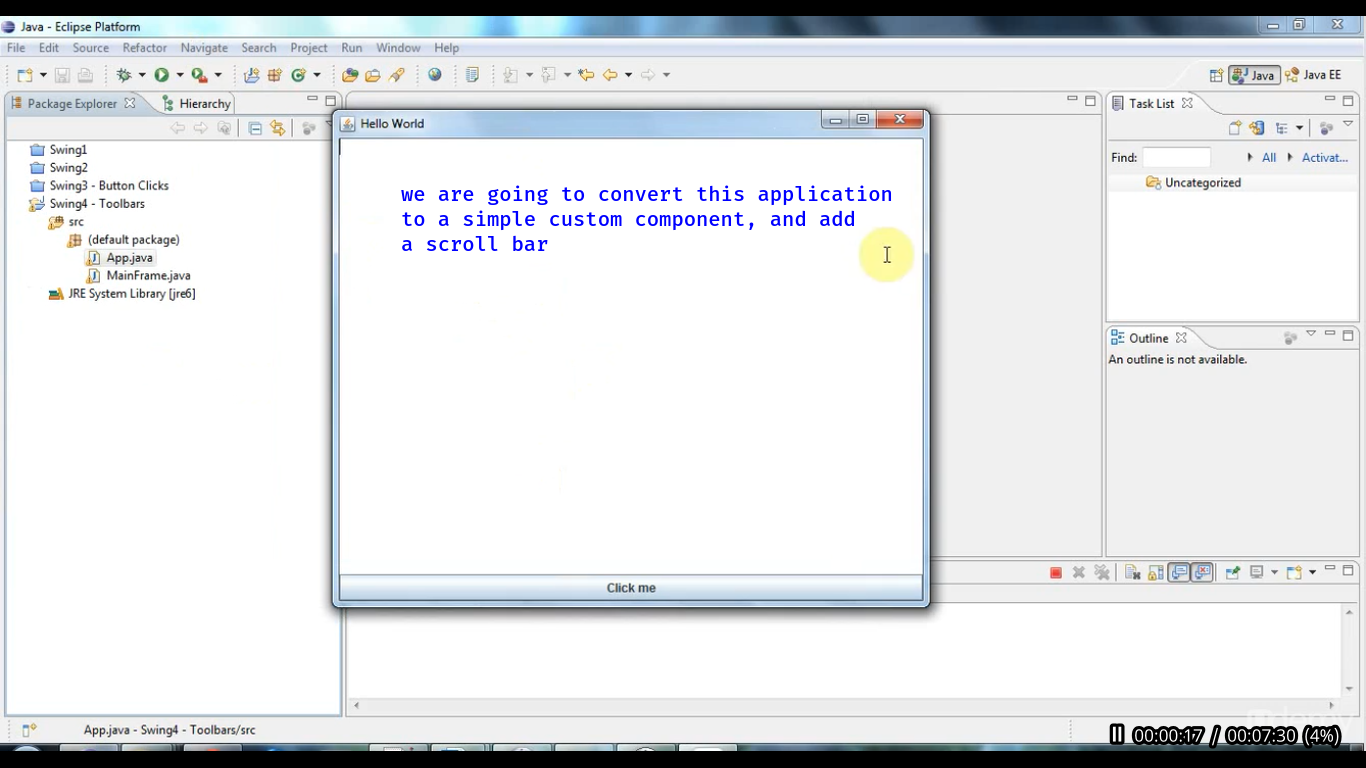 Java - Eclipse Platform
File Edit Source Refactor Navigate Search Project Run Window Help
Java Java EE
Package Explorer Hierarchy
Task List
Hello World
Swing1
Swing2
Swing3 - Button Clicks
Swing4 - Toolbars
src
(default package)
App.java
MainFrame.java
JRE System Library [jre6]
we are going to convert this application
to a simple custom component, and add
a scroll bar
Find: All Activat...
Uncategorized
Outline
An outline is not available.
Click me
App.java - Swing4 - Toolbars/src
00:00:17 / 00:07:30 (4%)